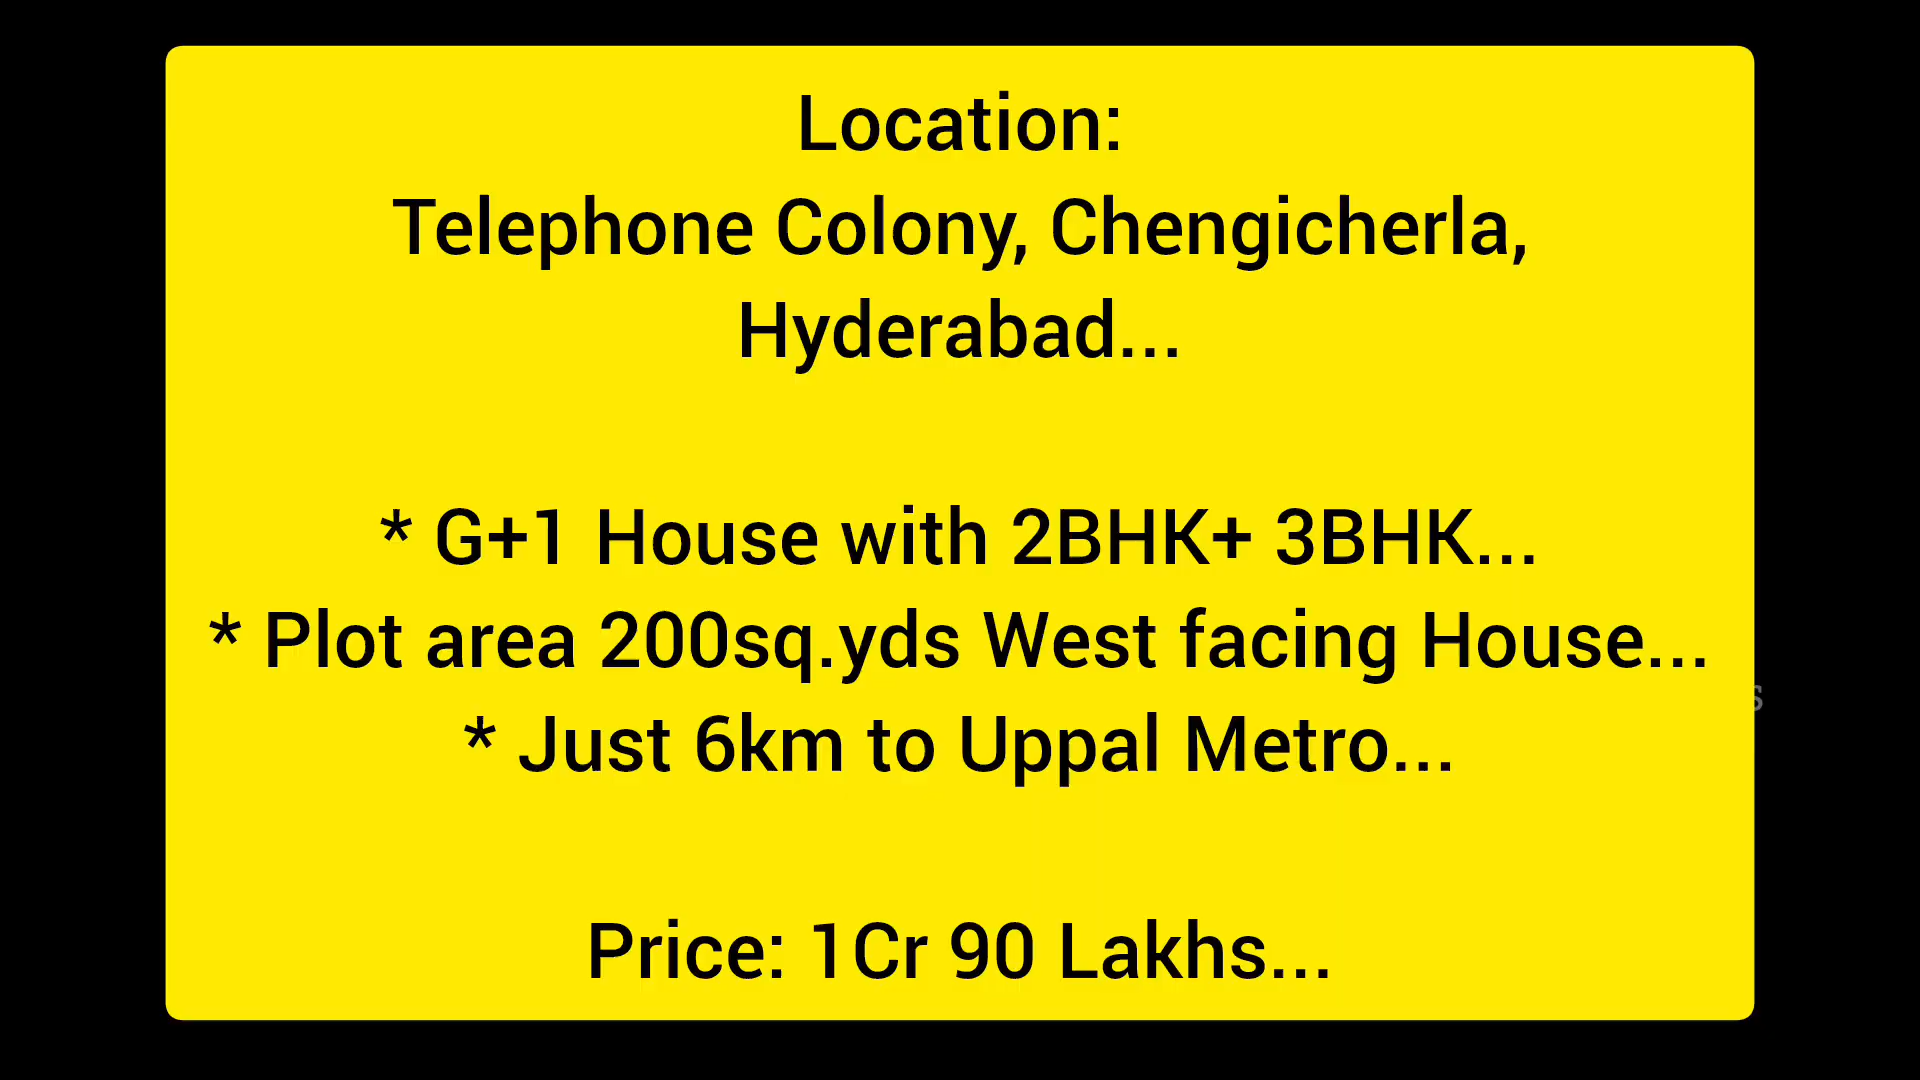 Location:
Telephone Colony, Chengicherla,
Hyderabad...
* G+1 House with 2BHK+ 3BHK...
* Plot area 200sq.yds West facing House...
* Just 6km to Uppal Metro...
Price: 1Cr 90 Lakhs...